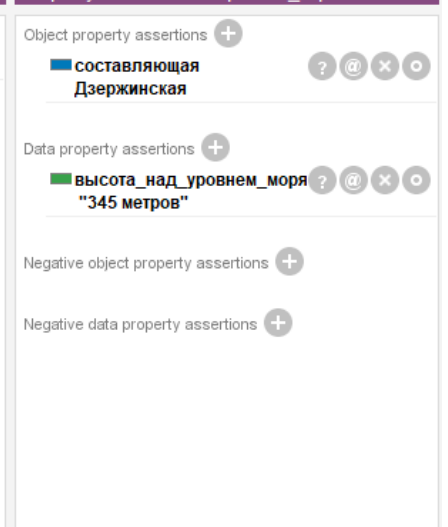 Object property assertions
составляющая
Дзержинская
? @
Data property assertions
высота_над_уровнем_моря
"345 метров"
? @
Negative object property assertions
Negative data property assertions